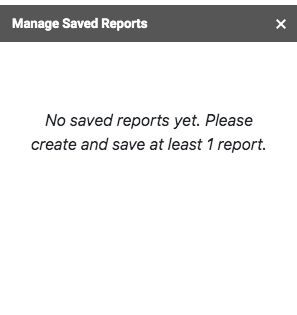 Manage Saved Reports
No saved reports yet. Please
create and save at least 1 report.